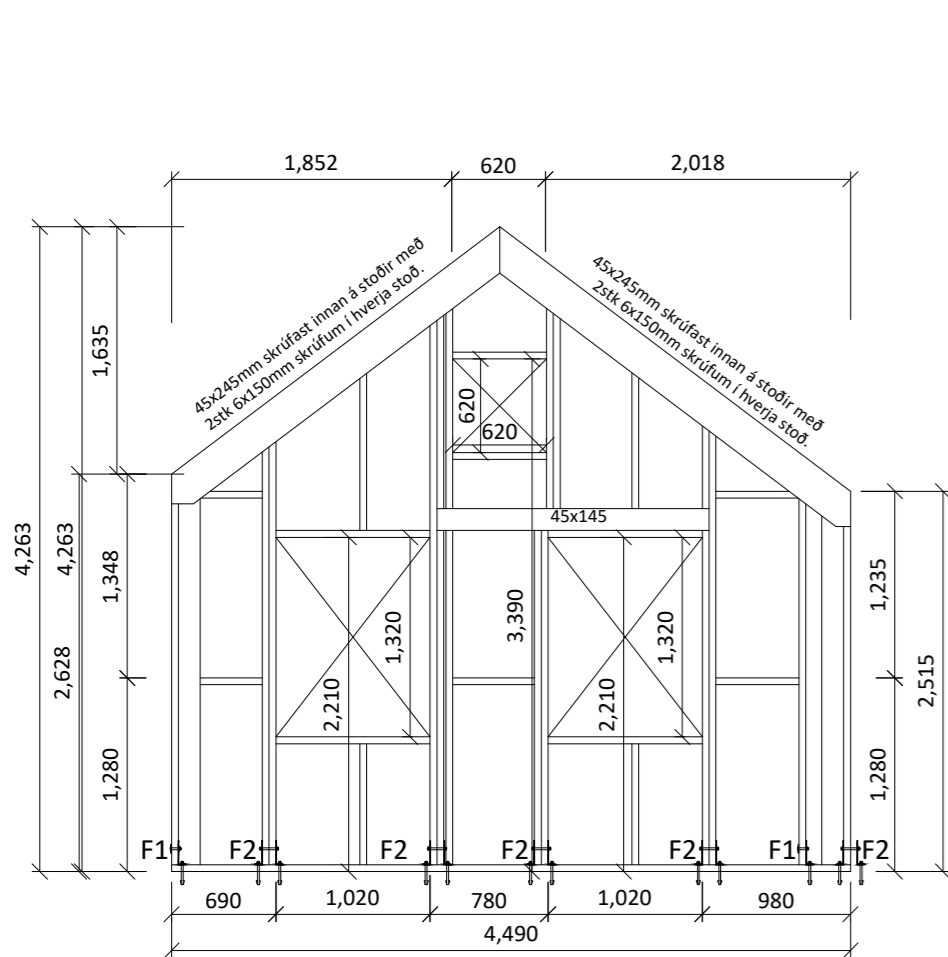 1,852
620
2,018
45x245mm skrúfast innan á stoðir með
2stk 6x150mm skrúfum í hverja stoð.
45x245mm skrúfast innan á stoðir með
2stk 6x150mm skrúfum í hverja stoð.
1,635
620
620
4,263
4,263
1,348
45x145
1,235
1,320
3,390
1,320
2,628
2,210
2,210
2,515
1,280
1,280
F1
F2
F2
F2
F2
F1
F2
690
1,020
780
1,020
980
4,490